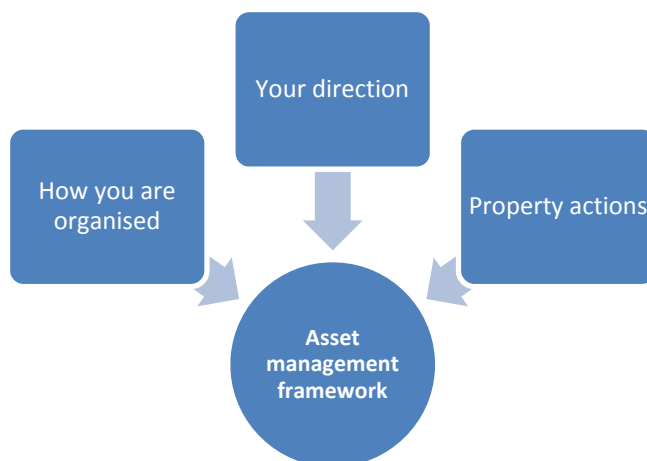 Your direction
How you are
organised
Property actions
Asset
management
framework